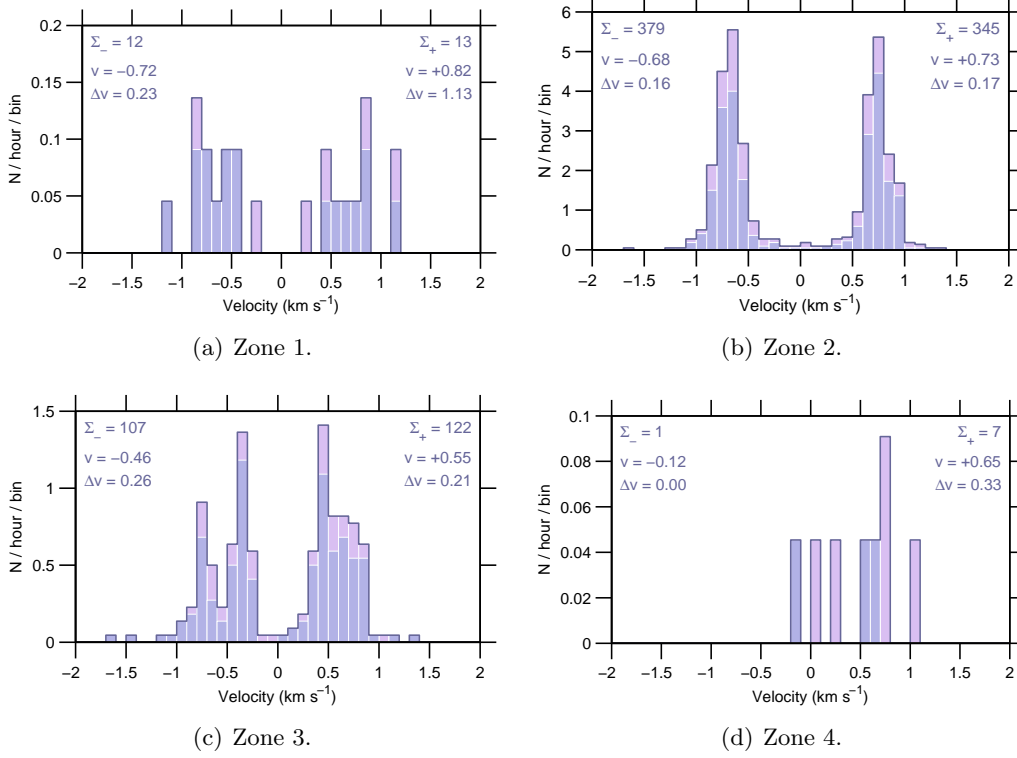 0.2
0.15
0.1
0.05
0
N / hour / bin
Σ₋ = 12
v = −0.72
Δv = 0.23
Σ₊ = 13
v = +0.82
Δv = 1.13
−2 −1.5 −1 −0.5 0 0.5 1 1.5 2
Velocity (km s⁻¹)
(a) Zone 1.
6
5
4
3
2
1
0
N / hour / bin
Σ₋ = 379
v = −0.68
Δv = 0.16
Σ₊ = 345
v = +0.73
Δv = 0.17
−2 −1.5 −1 −0.5 0 0.5 1 1.5 2
Velocity (km s⁻¹)
(b) Zone 2.
1.5
1
0.5
0
N / hour / bin
Σ₋ = 107
v = −0.46
Δv = 0.26
Σ₊ = 122
v = +0.55
Δv = 0.21
−2 −1.5 −1 −0.5 0 0.5 1 1.5 2
Velocity (km s⁻¹)
(c) Zone 3.
0.1
0.08
0.06
0.04
0.02
0
N / hour / bin
Σ₋ = 1
v = −0.12
Δv = 0.00
Σ₊ = 7
v = +0.65
Δv = 0.33
−2 −1.5 −1 −0.5 0 0.5 1 1.5 2
Velocity (km s⁻¹)
(d) Zone 4.